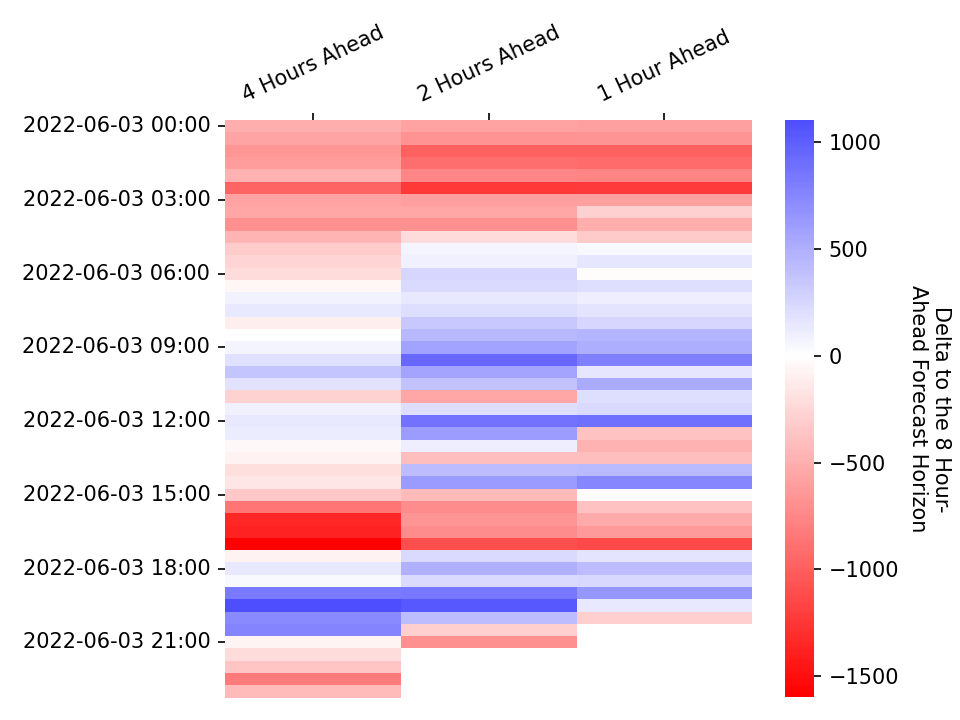 4 Hours Ahead
2 Hours Ahead
1 Hour Ahead
2022-06-03 00:00
2022-06-03 03:00
2022-06-03 06:00
2022-06-03 09:00
2022-06-03 12:00
2022-06-03 15:00
2022-06-03 18:00
2022-06-03 21:00
1000
500
0
−500
−1000
−1500
Delta to the 8 Hour-
Ahead Forecast Horizon